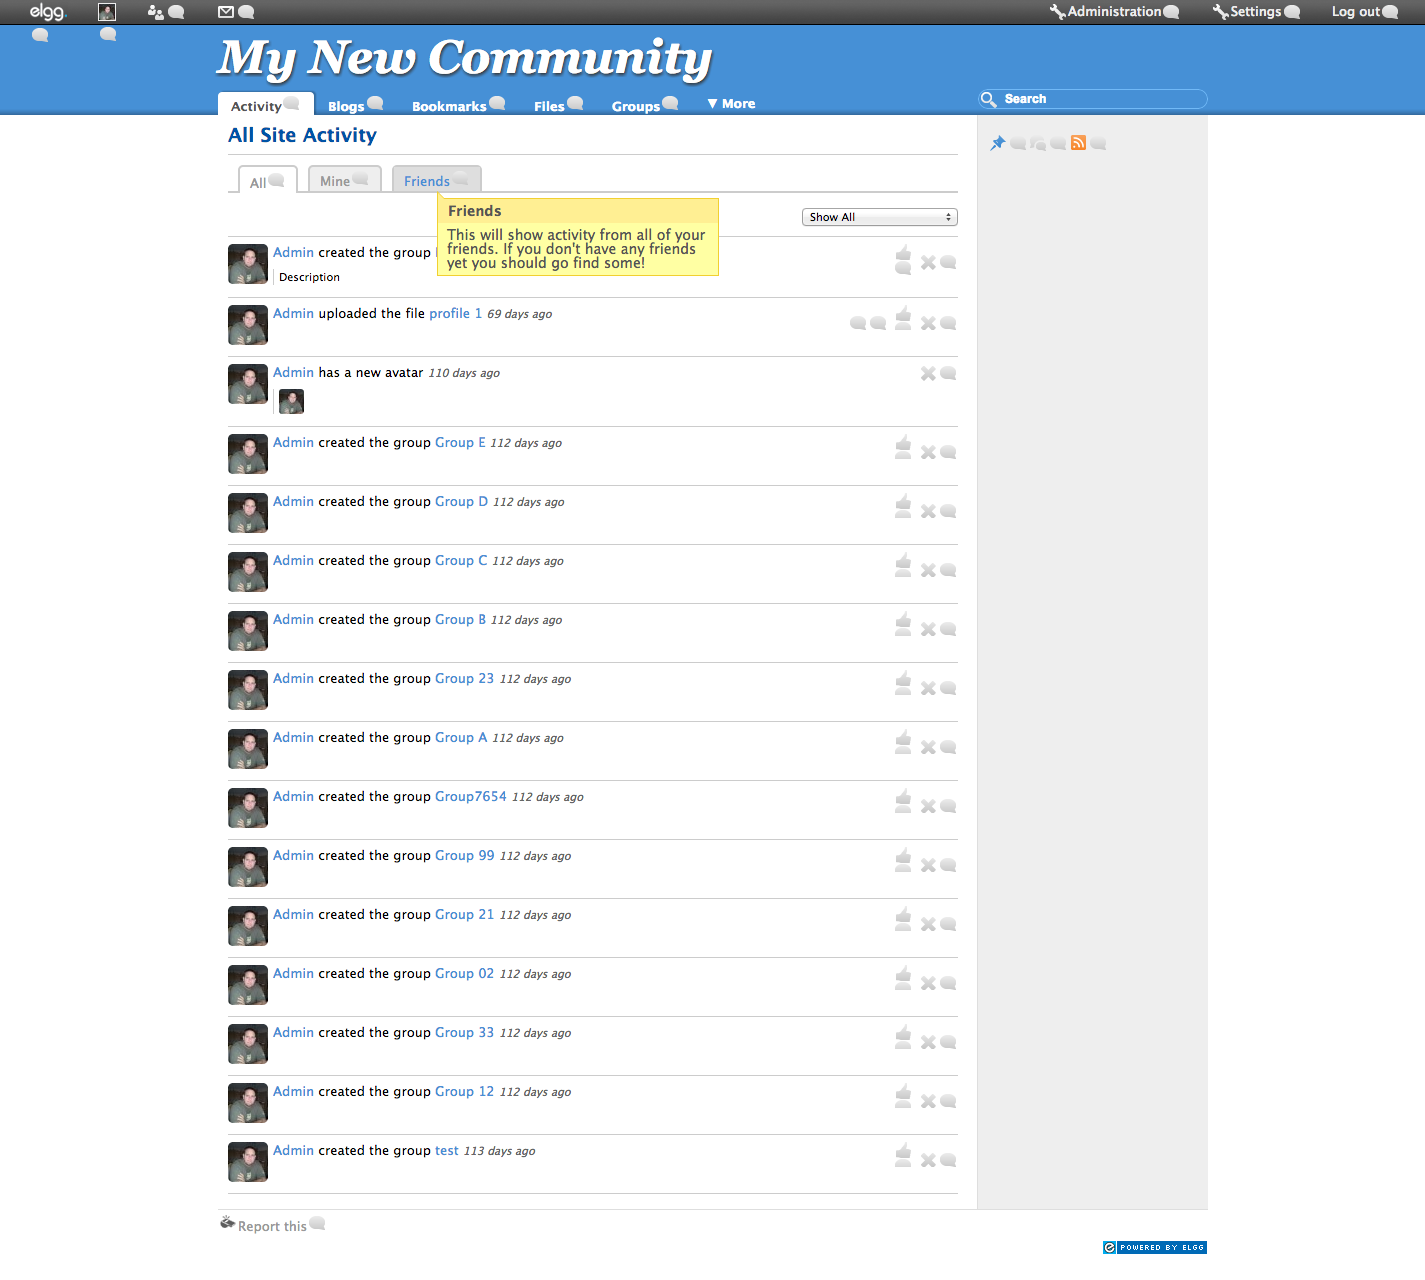 elgg.
Administration Settings Log out
My New Community
Activity Blogs Bookmarks Files Groups ▼ More
Search
All Site Activity
All Mine Friends
Friends
This will show activity from all of your
friends. If you don't have any friends
yet you should go find some!
Show All
Admin created the group
Description
Admin uploaded the file profile 1 69 days ago
Admin has a new avatar 110 days ago
Admin created the group Group E 112 days ago
Admin created the group Group D 112 days ago
Admin created the group Group C 112 days ago
Admin created the group Group B 112 days ago
Admin created the group Group 23 112 days ago
Admin created the group Group A 112 days ago
Admin created the group Group7654 112 days ago
Admin created the group Group 99 112 days ago
Admin created the group Group 21 112 days ago
Admin created the group Group 02 112 days ago
Admin created the group Group 33 112 days ago
Admin created the group Group 12 112 days ago
Admin created the group test 113 days ago
Report this
POWERED BY ELGG